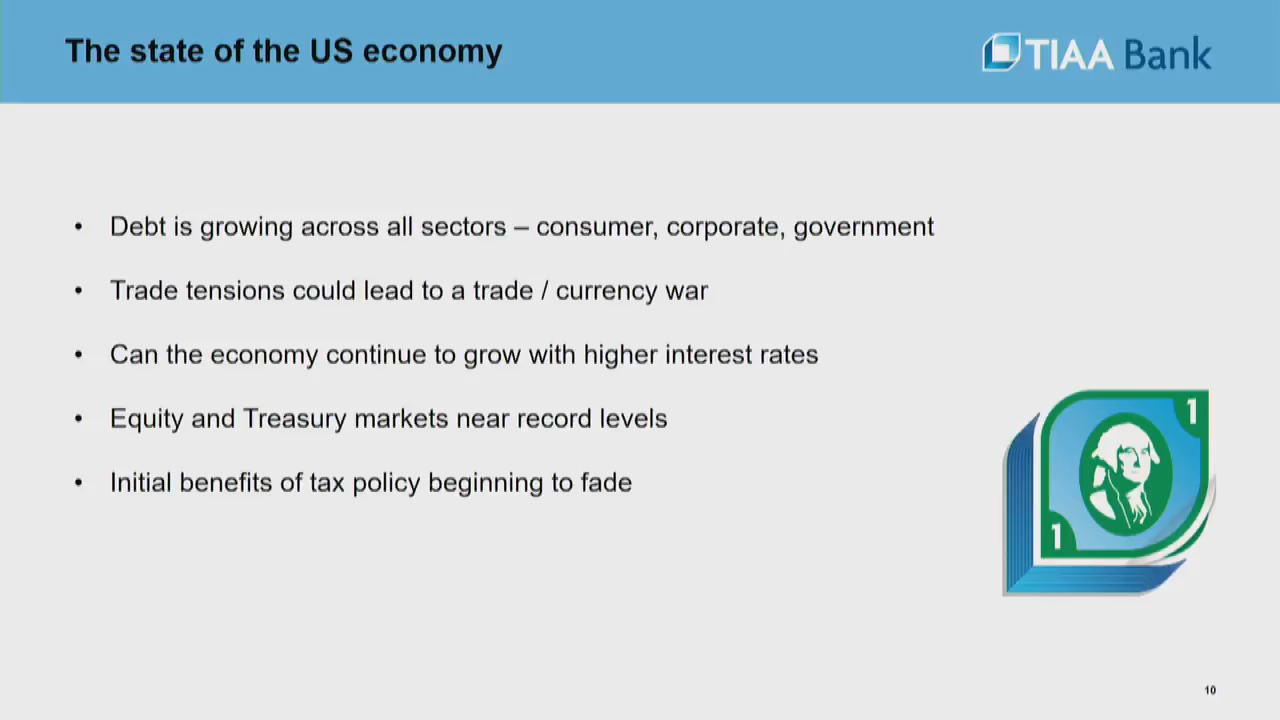 The state of the US economy
TIAA Bank
• Debt is growing across all sectors – consumer, corporate, government
• Trade tensions could lead to a trade / currency war
• Can the economy continue to grow with higher interest rates
• Equity and Treasury markets near record levels
• Initial benefits of tax policy beginning to fade
1
1
10